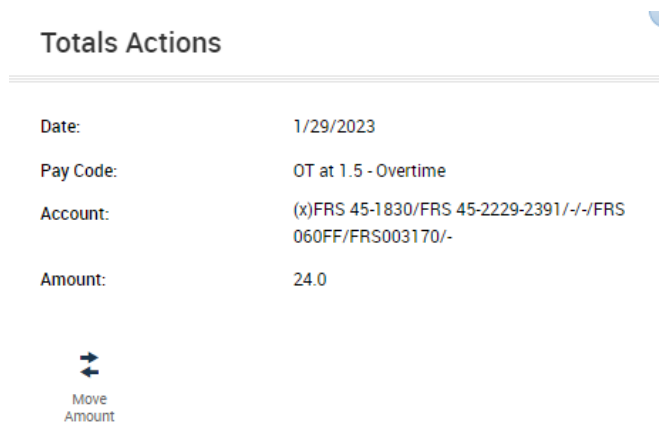 Totals Actions
Date: 1/29/2023
Pay Code: OT at 1.5 - Overtime
Account: (x)FRS 45-1830/FRS 45-2229-2391/-/-/FRS
060FF/FRS003170/-
Amount: 24.0
Move
Amount